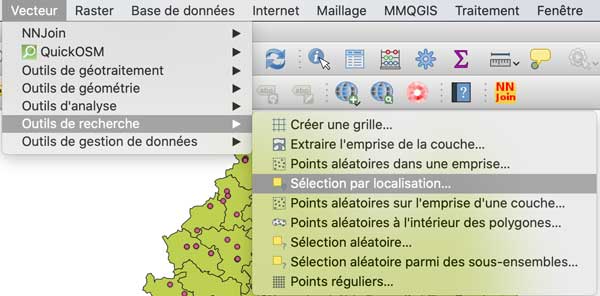 Vecteur Raster Base de données Internet Maillage MMQGIS Traitement Fenêtre
NNJoin
QuickOSM
Outils de géotraitement
Outils de géométrie
Outils d'analyse
Outils de recherche
Outils de gestion de données
abc
NN
join
Créer une grille...
Extraire l'emprise de la couche...
Points aléatoires dans une emprise...
Sélection par localisation...
Points aléatoires sur l'emprise d'une couche...
Points aléatoires à l'intérieur des polygones...
Sélection aléatoire...
Sélection aléatoire parmi des sous-ensembles...
Points réguliers...